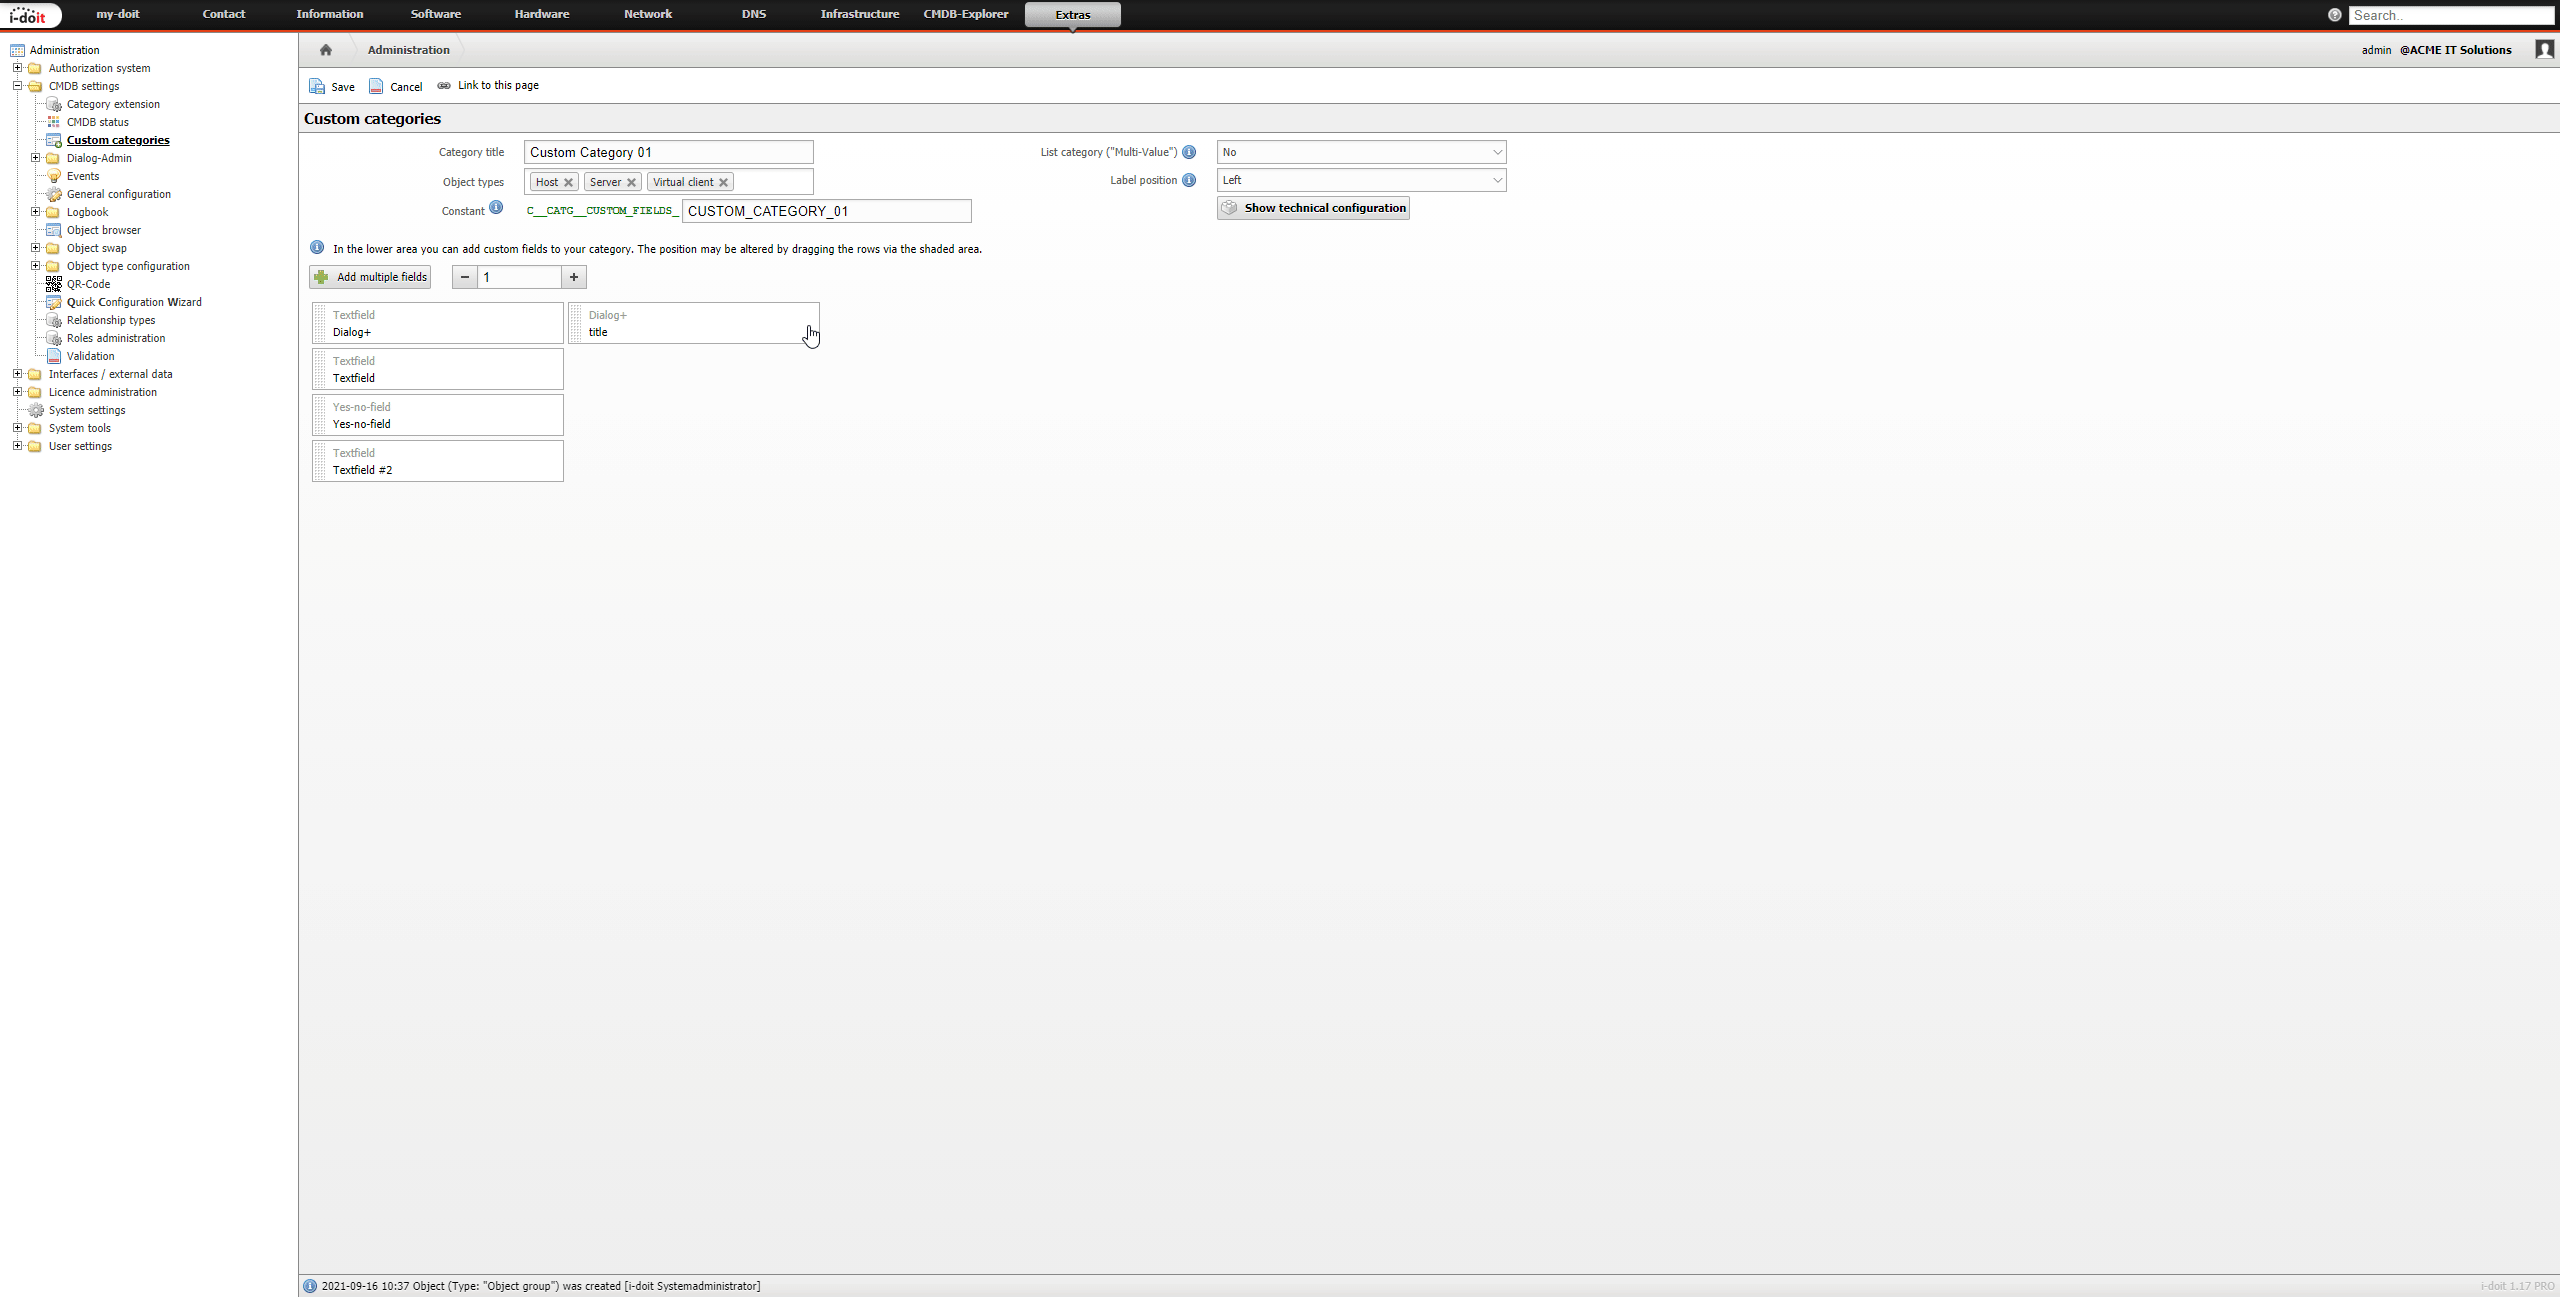 i-doit my-doit Contact Information Software Hardware Network DNS Infrastructure CMDB-Explorer Extras Search..
Administration
Authorization system
CMDB settings
Category extension
CMDB status
Custom categories
Dialog-Admin
Events
General configuration
Logbook
Object browser
Object swap
Object type configuration
QR-Code
Quick Configuration Wizard
Relationship types
Roles administration
Validation
Interfaces / external data
Licence administration
System settings
System tools
User settings
Administration admin @ACME IT Solutions
Save Cancel Link to this page
Custom categories
Category title Custom Category 01 List category ("Multi-Value") No
Object types Host Server Virtual client Label position Left
Constant C__CATG__CUSTOM_FIELDS_ CUSTOM_CATEGORY_01 Show technical configuration
In the lower area you can add custom fields to your category. The position may be altered by dragging the rows via the shaded area.
Add multiple fields − 1 +
Textfield Dialog+
Dialog+ title
Textfield
Textfield
Yes-no-field
Yes-no-field
Textfield
Textfield #2
2021-09-16 10:37 Object (Type: "Object group") was created [i-doit Systemadministrator] i-doit 1.17 PRO